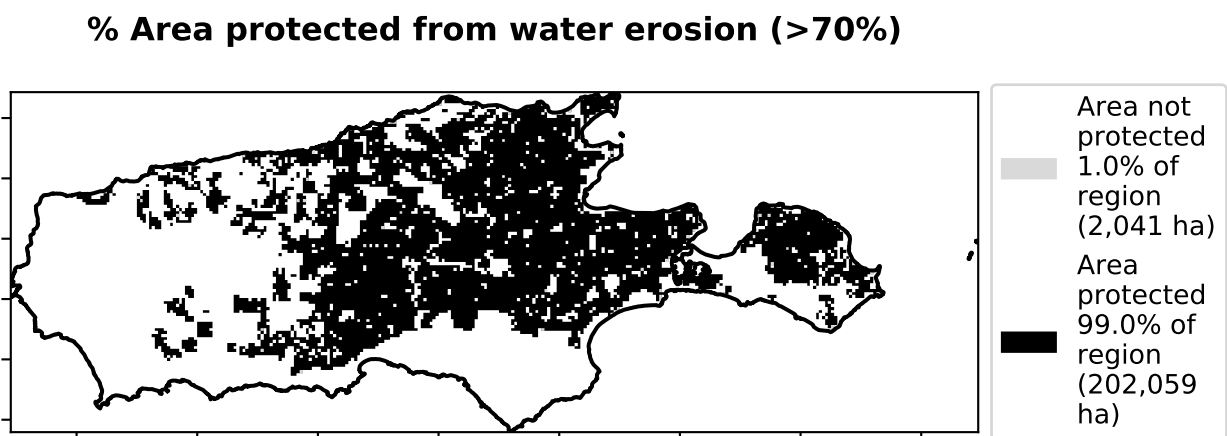 % Area protected from water erosion (>70%)
Area not
protected
1.0% of
region
(2,041 ha)
Area
protected
99.0% of
region
(202,059
ha)